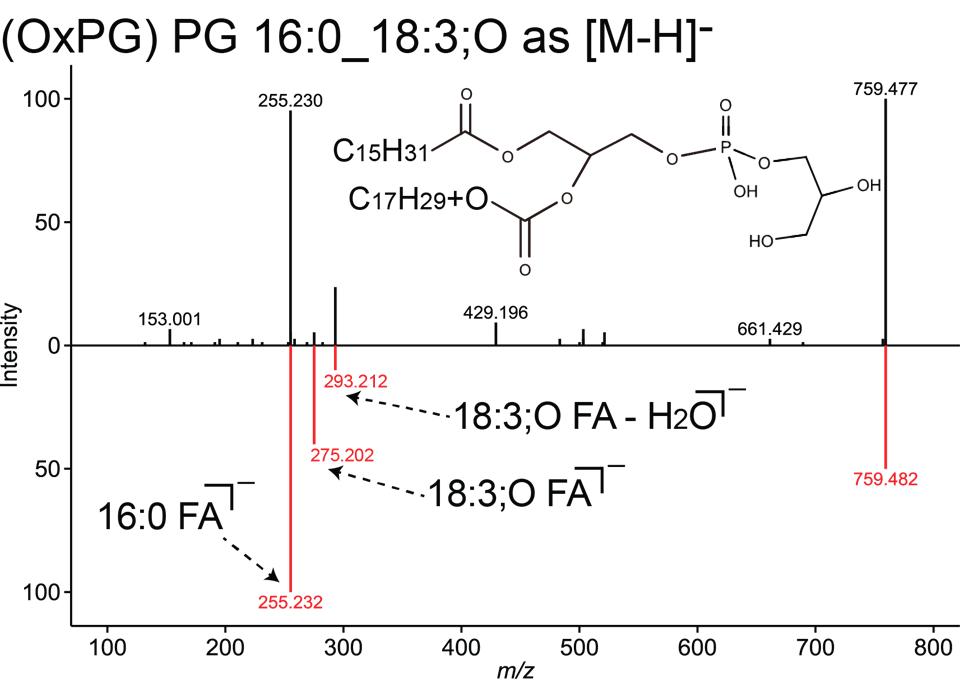 (OxPG) PG 16:0_18:3;O as [M-H]-
100
255.230
759.477
O
O
C15H31
O
O
P
O
OH
OH
C17H29+O
O
HO
O
50
153.001
429.196
661.429
0
Intensity
293.212
18:3;O FA - H2O −
275.202
50
759.482
18:3;O FA −
16:0 FA −
100
255.232
100 200 300 400 500 600 700 800
m/z